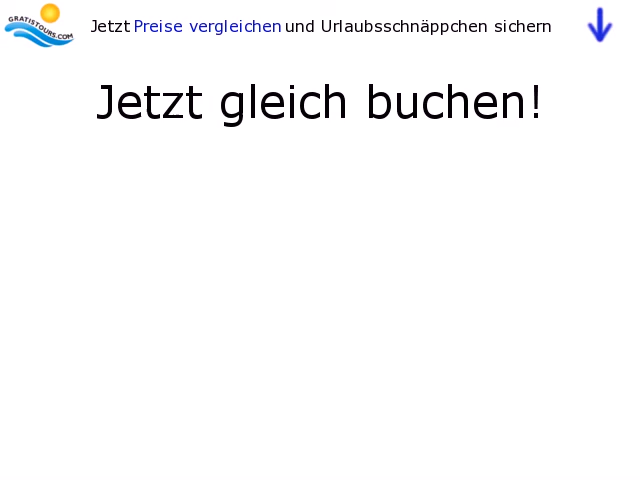 GRATISTOURS.COM
Jetzt Preise vergleichen und Urlaubsschnäppchen sichern
Jetzt gleich buchen!